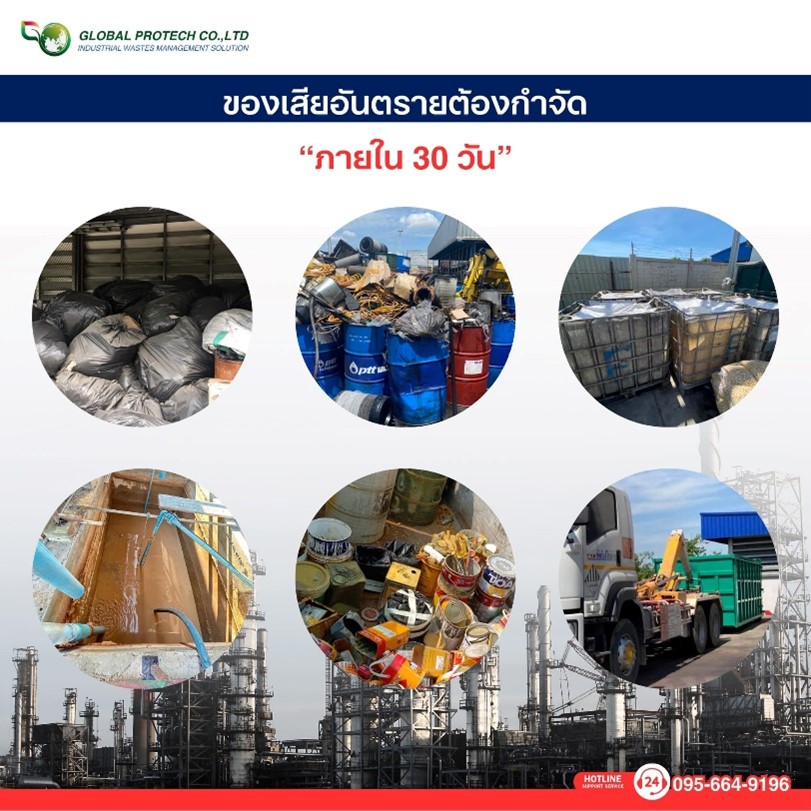 GLOBAL PROTECH CO.,LTD
INDUSTRIAL WASTES MANAGEMENT SOLUTION
ของเสียอันตรายต้องกำจัด
“ภายใน 30 วัน”
ptt
HOTLINE
SUPPORT SERVICE
24
095-664-9196